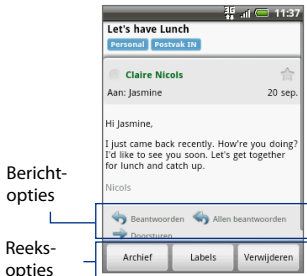 3G 11:37
Let's have Lunch
Personal Postvak IN
Claire Nicols
Aan: Jasmine 20 sep.
Hi Jasmine,
I just came back recently. How're you doing?
I'd like to see you soon. Let's get together
for lunch and catch up.
Nicols
Bericht-
opties
Beantwoorden Allen beantwoorden
Doorsturen
Reeks-
opties
Archief Labels Verwijderen